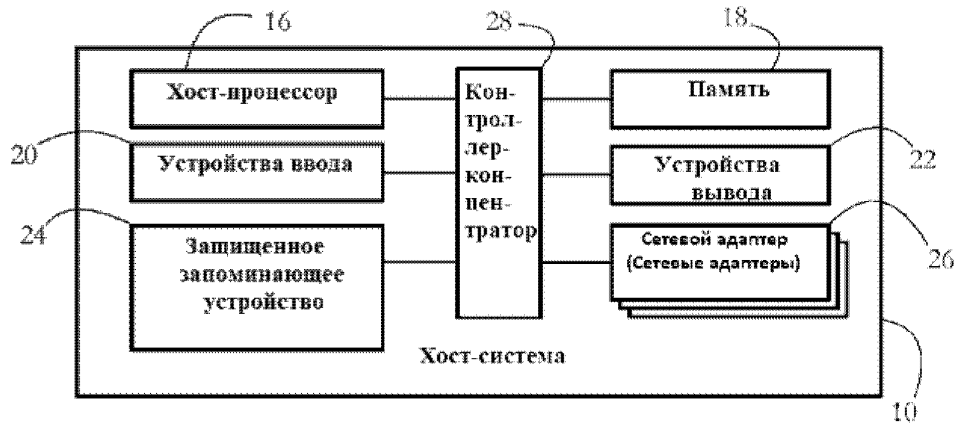 16
28
18
Хост-процессор
Кон-
трол-
лер-
кон-
пен-
тратор
Память
20
Устройства ввода
Устройства
вывода
22
24
Защищенное
запоминающее
устройство
Сетевой адаптер
(Сетевые адаптеры)
26
Хост-система
10